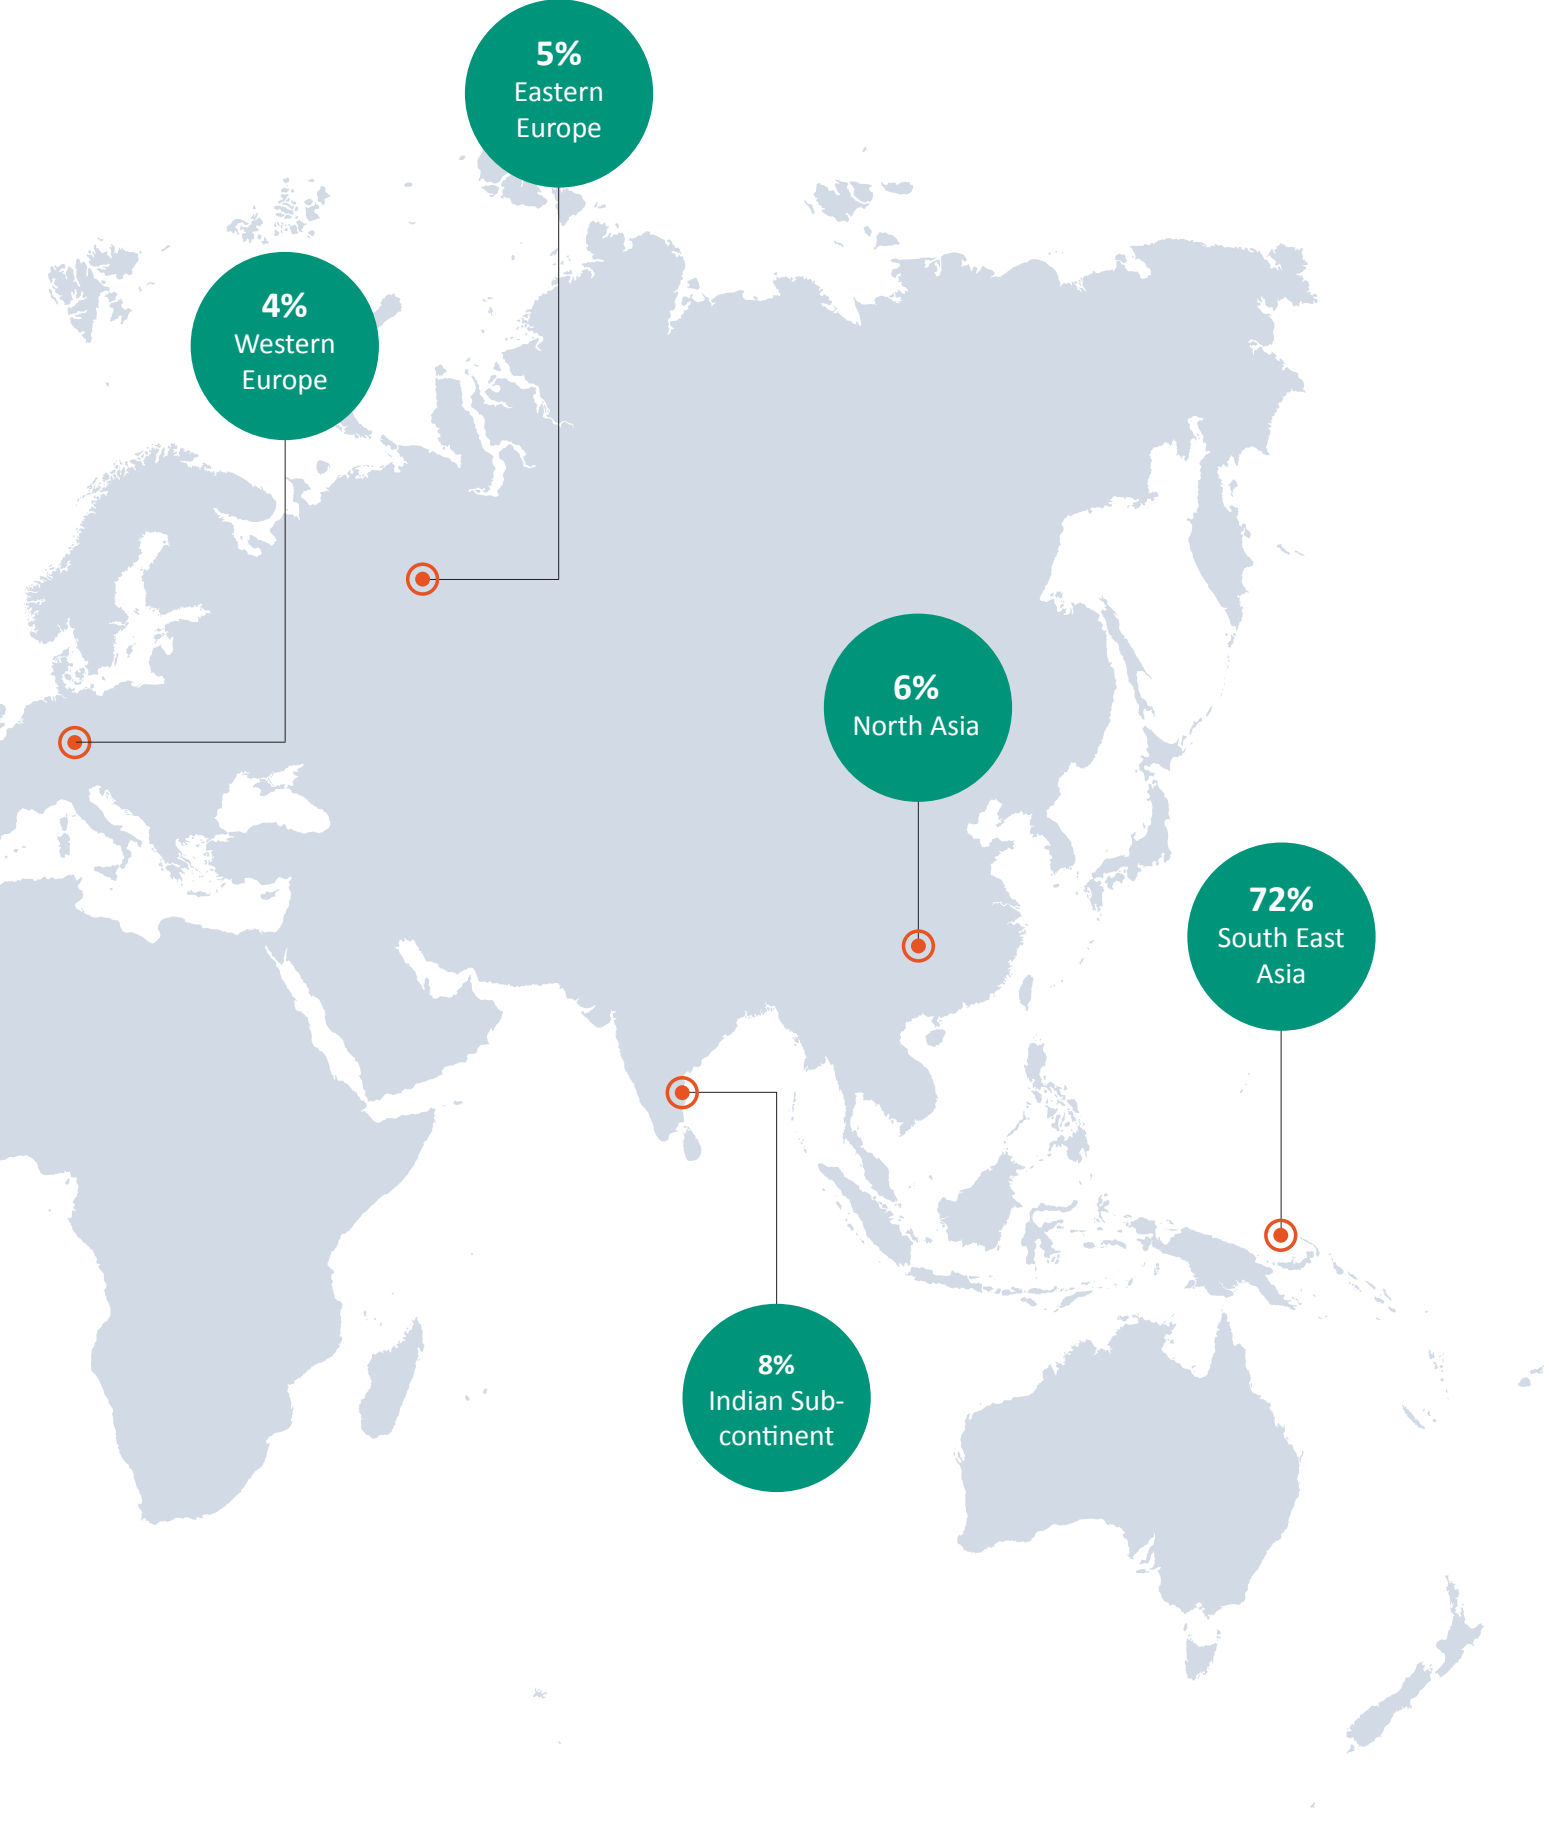 5%
Eastern
Europe
4%
Western
Europe
6%
North Asia
72%
South East
Asia
8%
Indian Sub-
continent